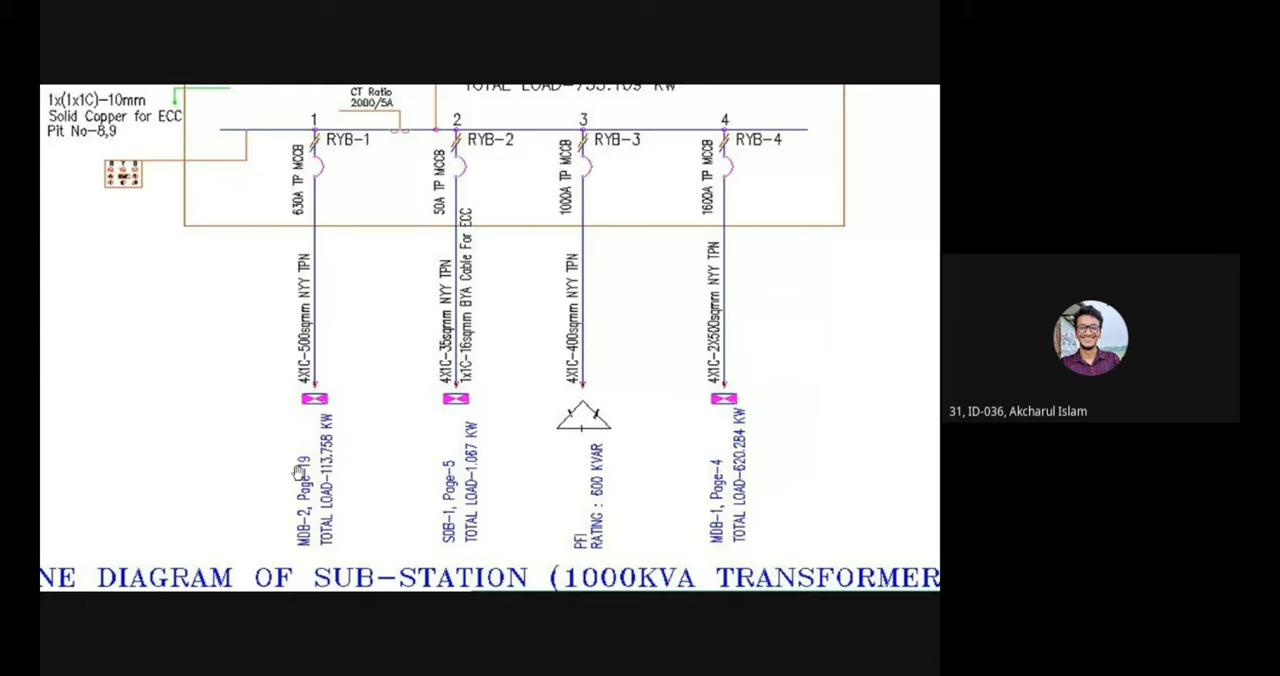 1x(1x1C)-10mm
Solid Copper for ECC
Pit No-8,9
CT Ratio
2000/5A
TOTAL LOAD-735.109 KW
1
2
3
4
RYB-1
RYB-2
RYB-3
RYB-4
R Y B
630A TP MCCB
50A TP MCCB
1000A TP MCCB
1600A TP MCCB
4X1C-500sqmm NYY TPN
4X1C-35sqmm NYY TPN
1x1C-16sqmm BYA Cable For ECC
4X1C-400sqmm NYY TPN
4X1C-2X500sqmm NYY TPN
MDB-2, Page-19
TOTAL LOAD-113.758 KW
SDB-1, Page-5
TOTAL LOAD-1.067 KW
PFI
RATING : 600 KVAR
MDB-1, Page-4
TOTAL LOAD-620.284 KW
NE DIAGRAM OF SUB-STATION (1000KVA TRANSFORMER
31, ID-036, Akcharul Islam